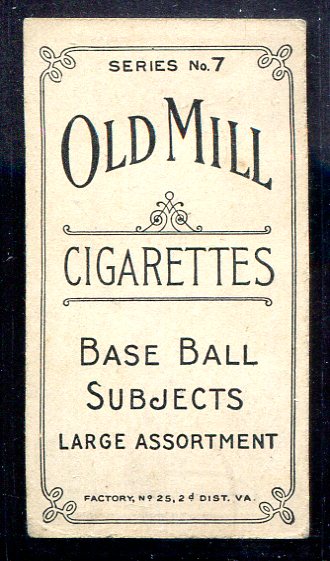 SERIES No. 7
OLD MILL
CIGARETTES
BASE BALL
SUBJECTS
LARGE ASSORTMENT
FACTORY, Nº 25, 2d DIST. VA.